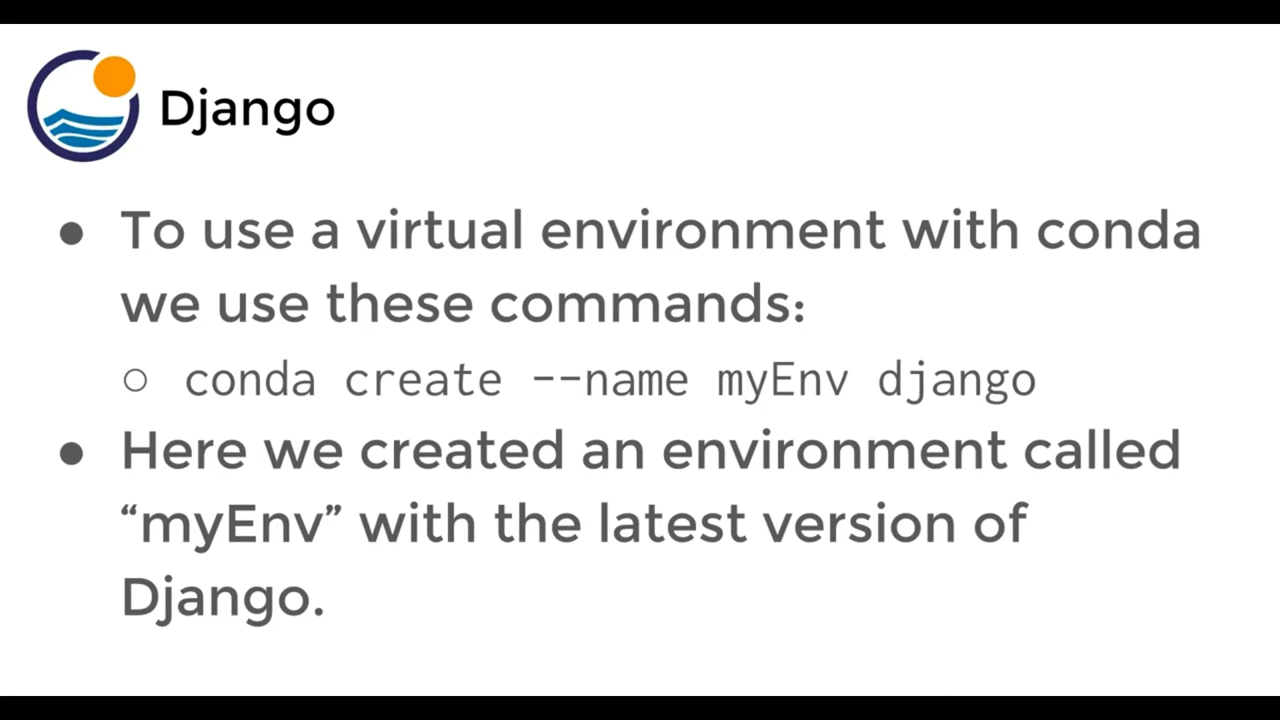 Django
● To use a virtual environment with conda
we use these commands:
○ conda create --name myEnv django
● Here we created an environment called
“myEnv” with the latest version of
Django.